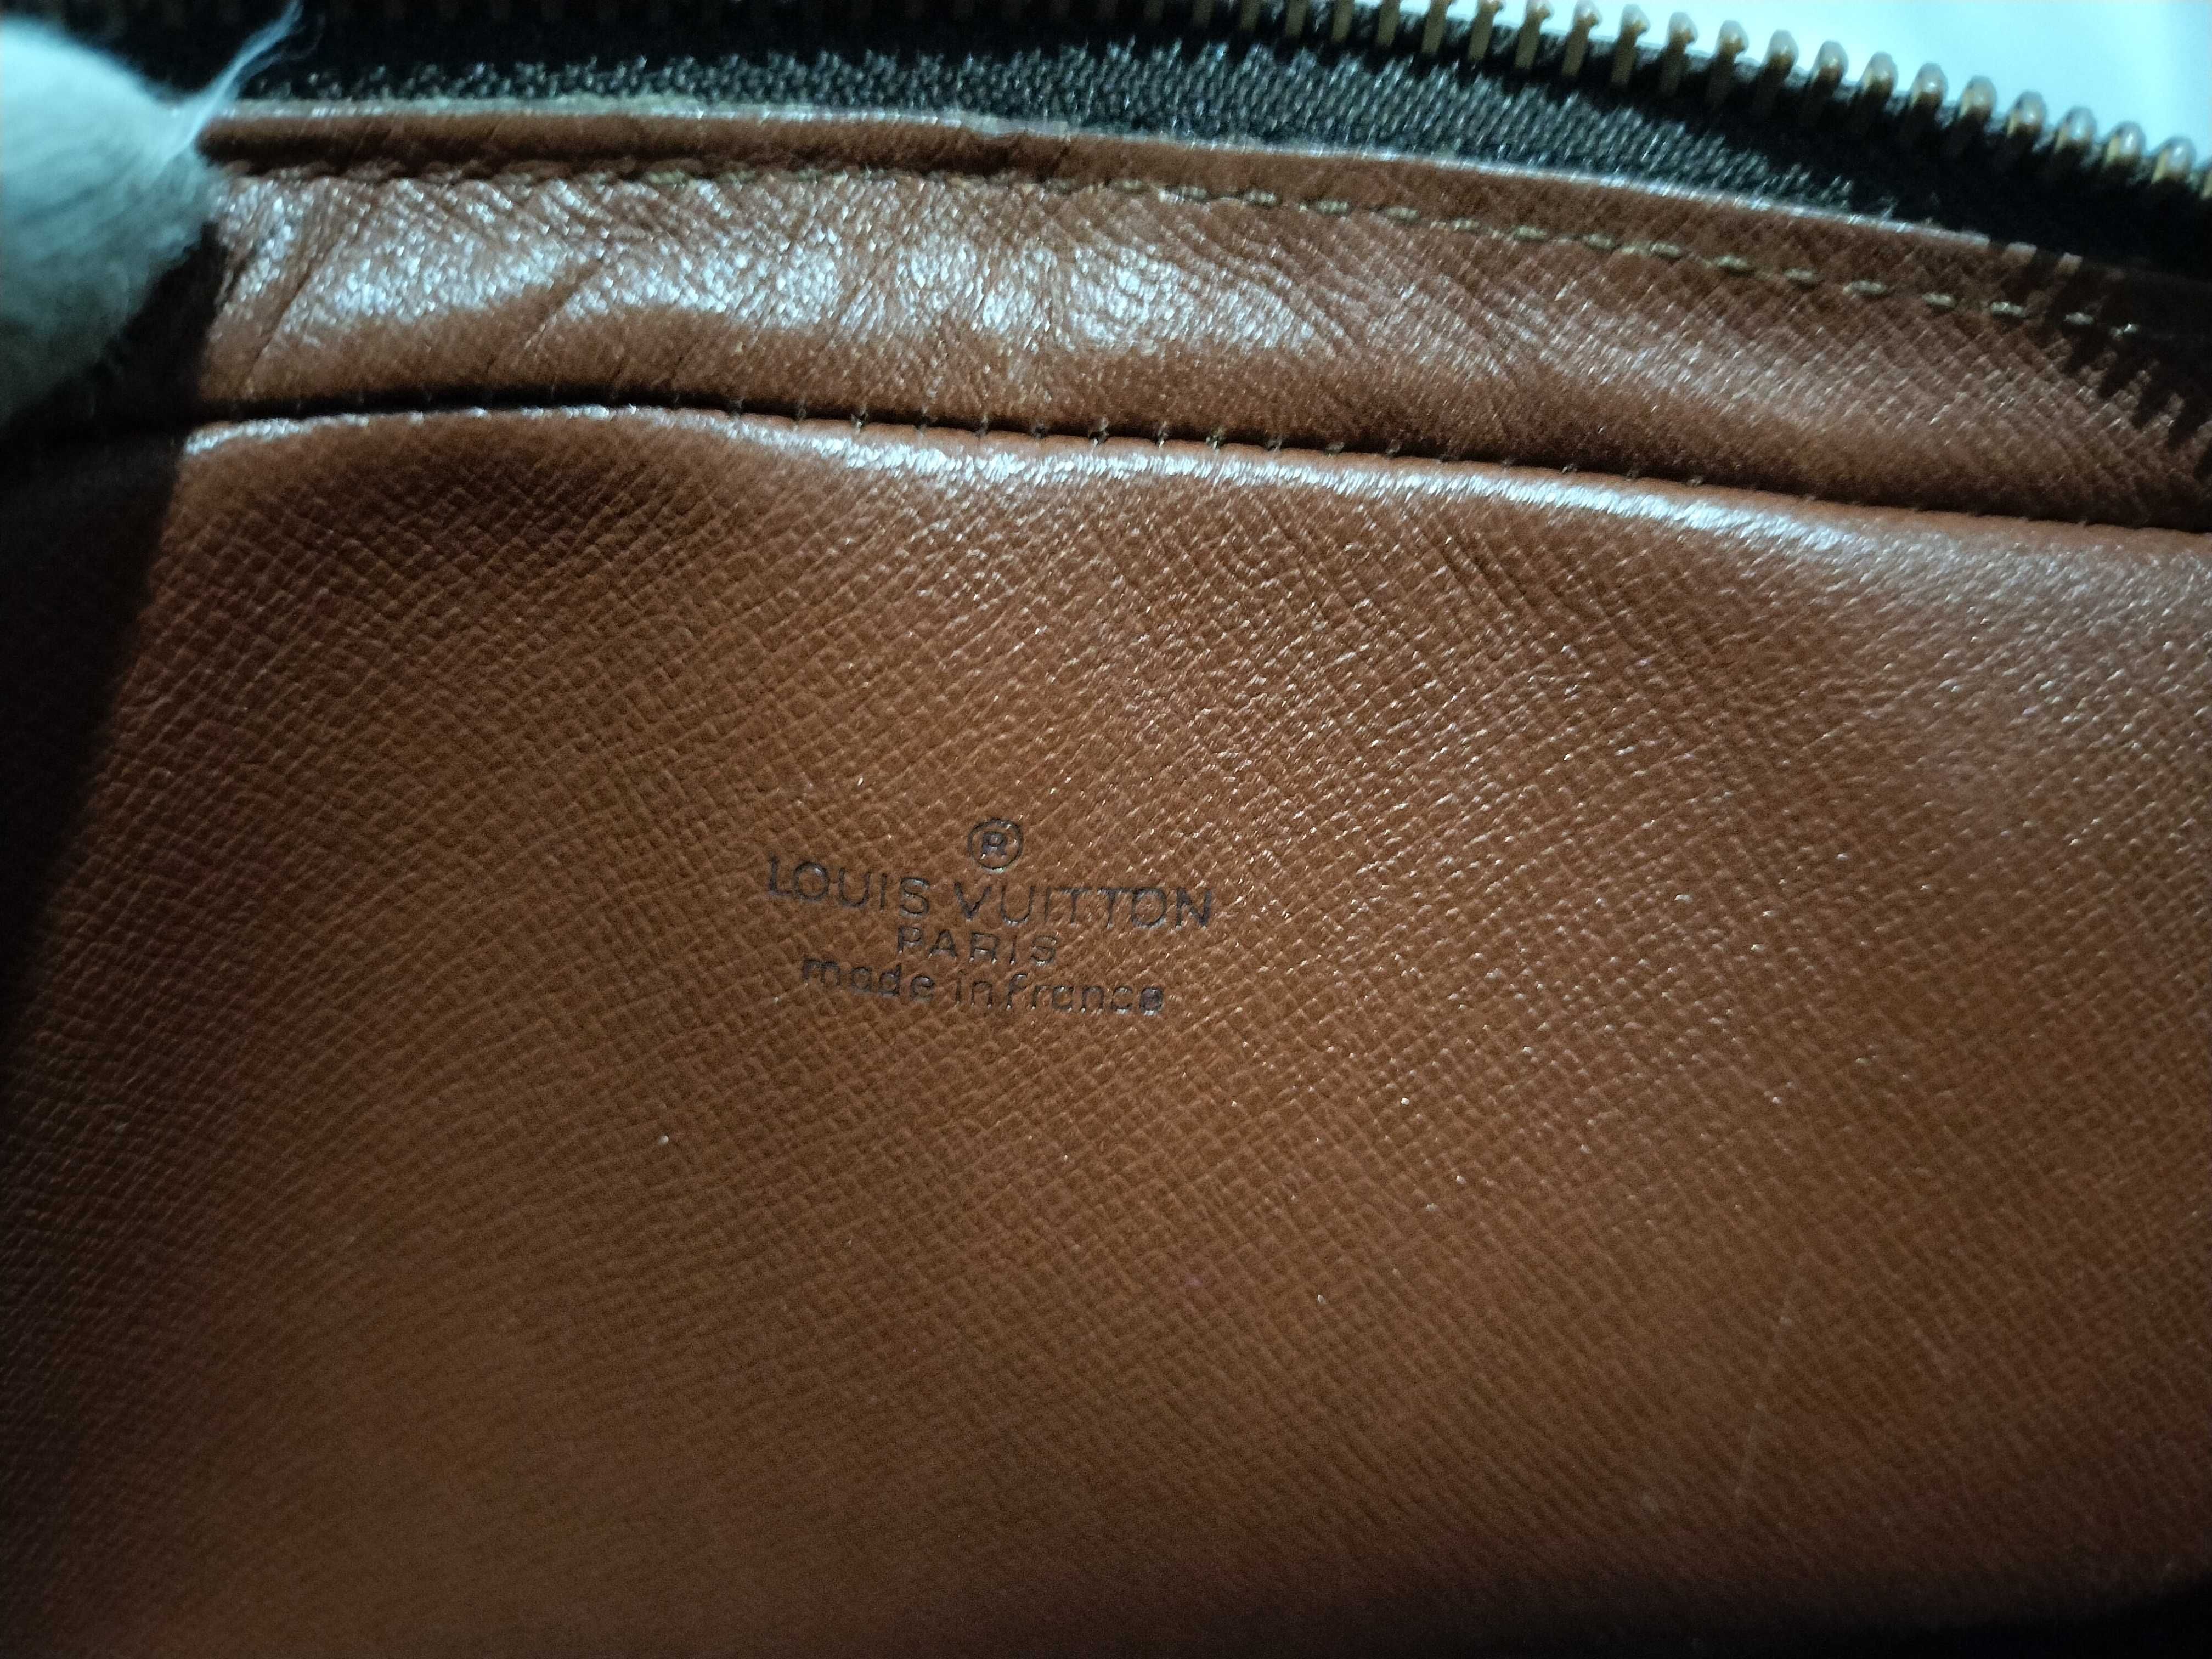 ®
LOUIS VUITTON
PARIS
made in france